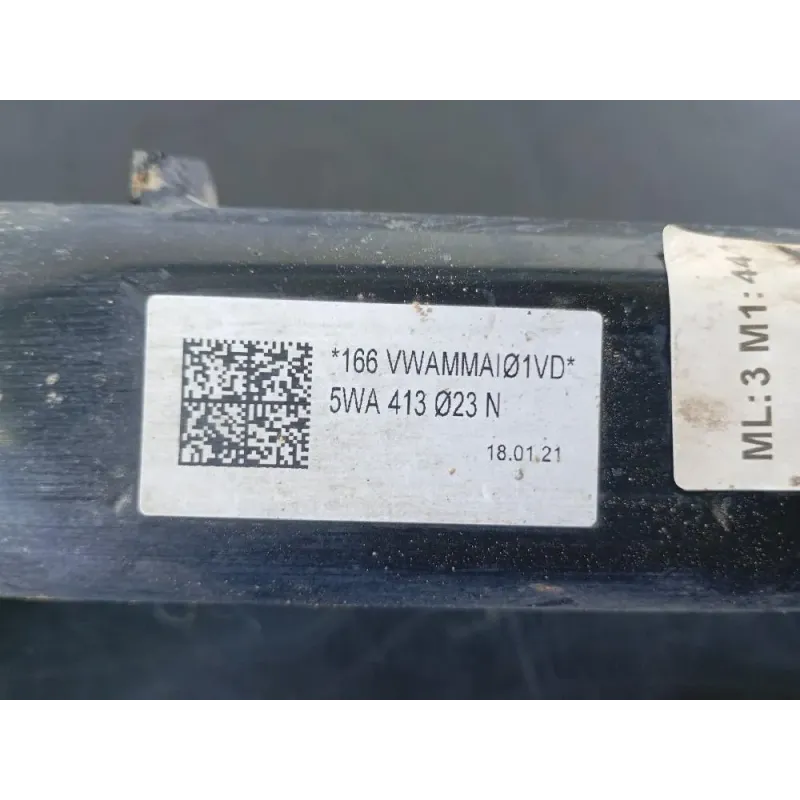 *166 VWAMMAIØ1VD*
5WA 413 Ø23 N
18.01.21
ML: 3 M1: 44